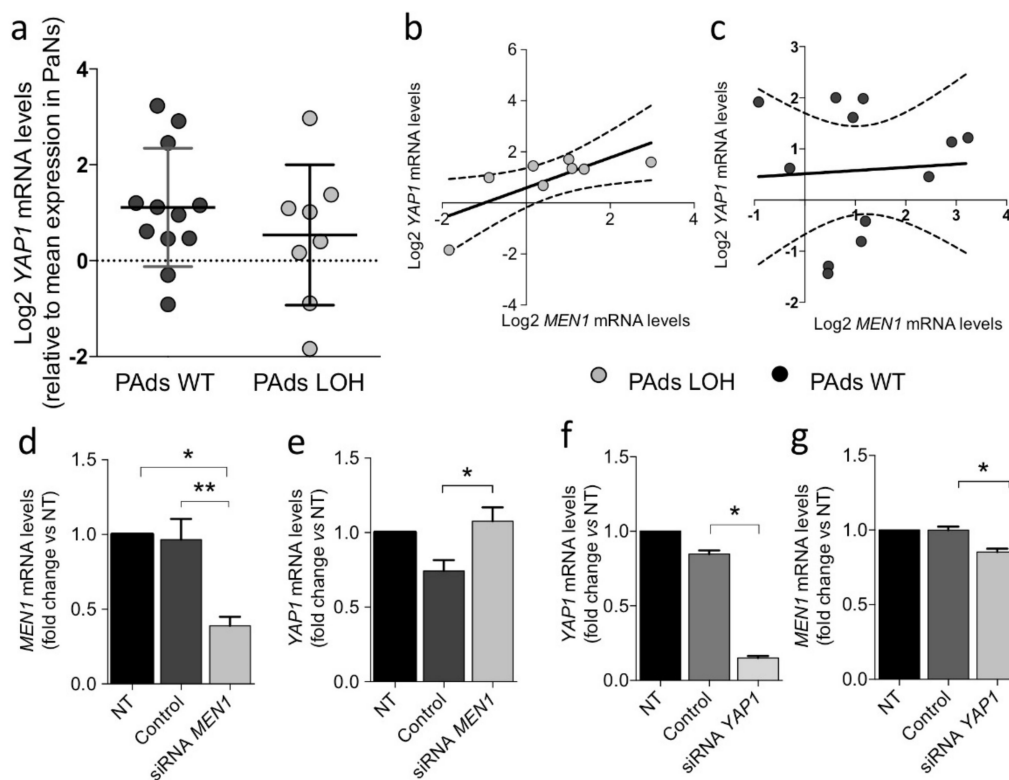 a
Log2 YAP1 mRNA levels
(relative to mean expression in PaNs)
4
2
0
-2
PAds WT
PAds LOH
b
Log2 YAP1 mRNA levels
6
4
2
-2
2
4
-2
-4
Log2 MEN1 mRNA levels
c
Log2 YAP1 mRNA levels
3
2
1
-1
0
1
2
3
4
-1
-2
Log2 MEN1 mRNA levels
PAds LOH
PAds WT
d
MEN1 mRNA levels
(fold change vs NT)
1.5
1.0
0.5
0.0
*
**
NT
Control
siRNA MEN1
e
YAP1 mRNA levels
(fold change vs NT)
1.5
1.0
0.5
0.0
*
NT
Control
siRNA MEN1
f
YAP1 mRNA levels
(fold change vs NT)
1.5
1.0
0.5
0.0
*
NT
Control
siRNA YAP1
g
MEN1 mRNA levels
(fold change vs NT)
1.5
1.0
0.5
0.0
*
NT
Control
siRNA YAP1